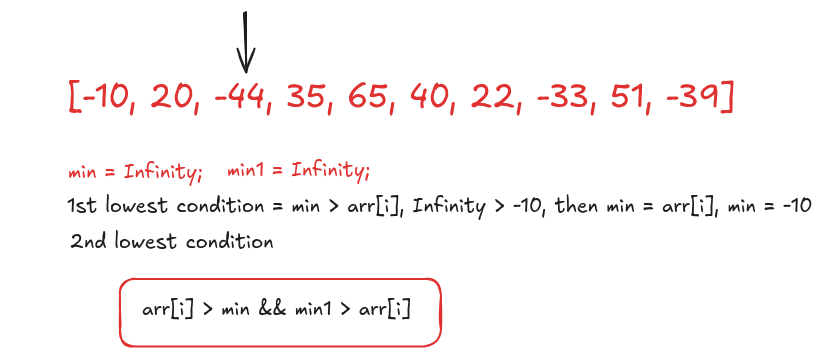 [-10, 20, -44, 35, 65, 40, 22, -33, 51, -39]
min = Infinity; min1 = Infinity;
1st lowest condition = min > arr[i], Infinity > -10, then min = arr[i], min = -10
2nd lowest condition
arr[i] > min && min1 > arr[i]